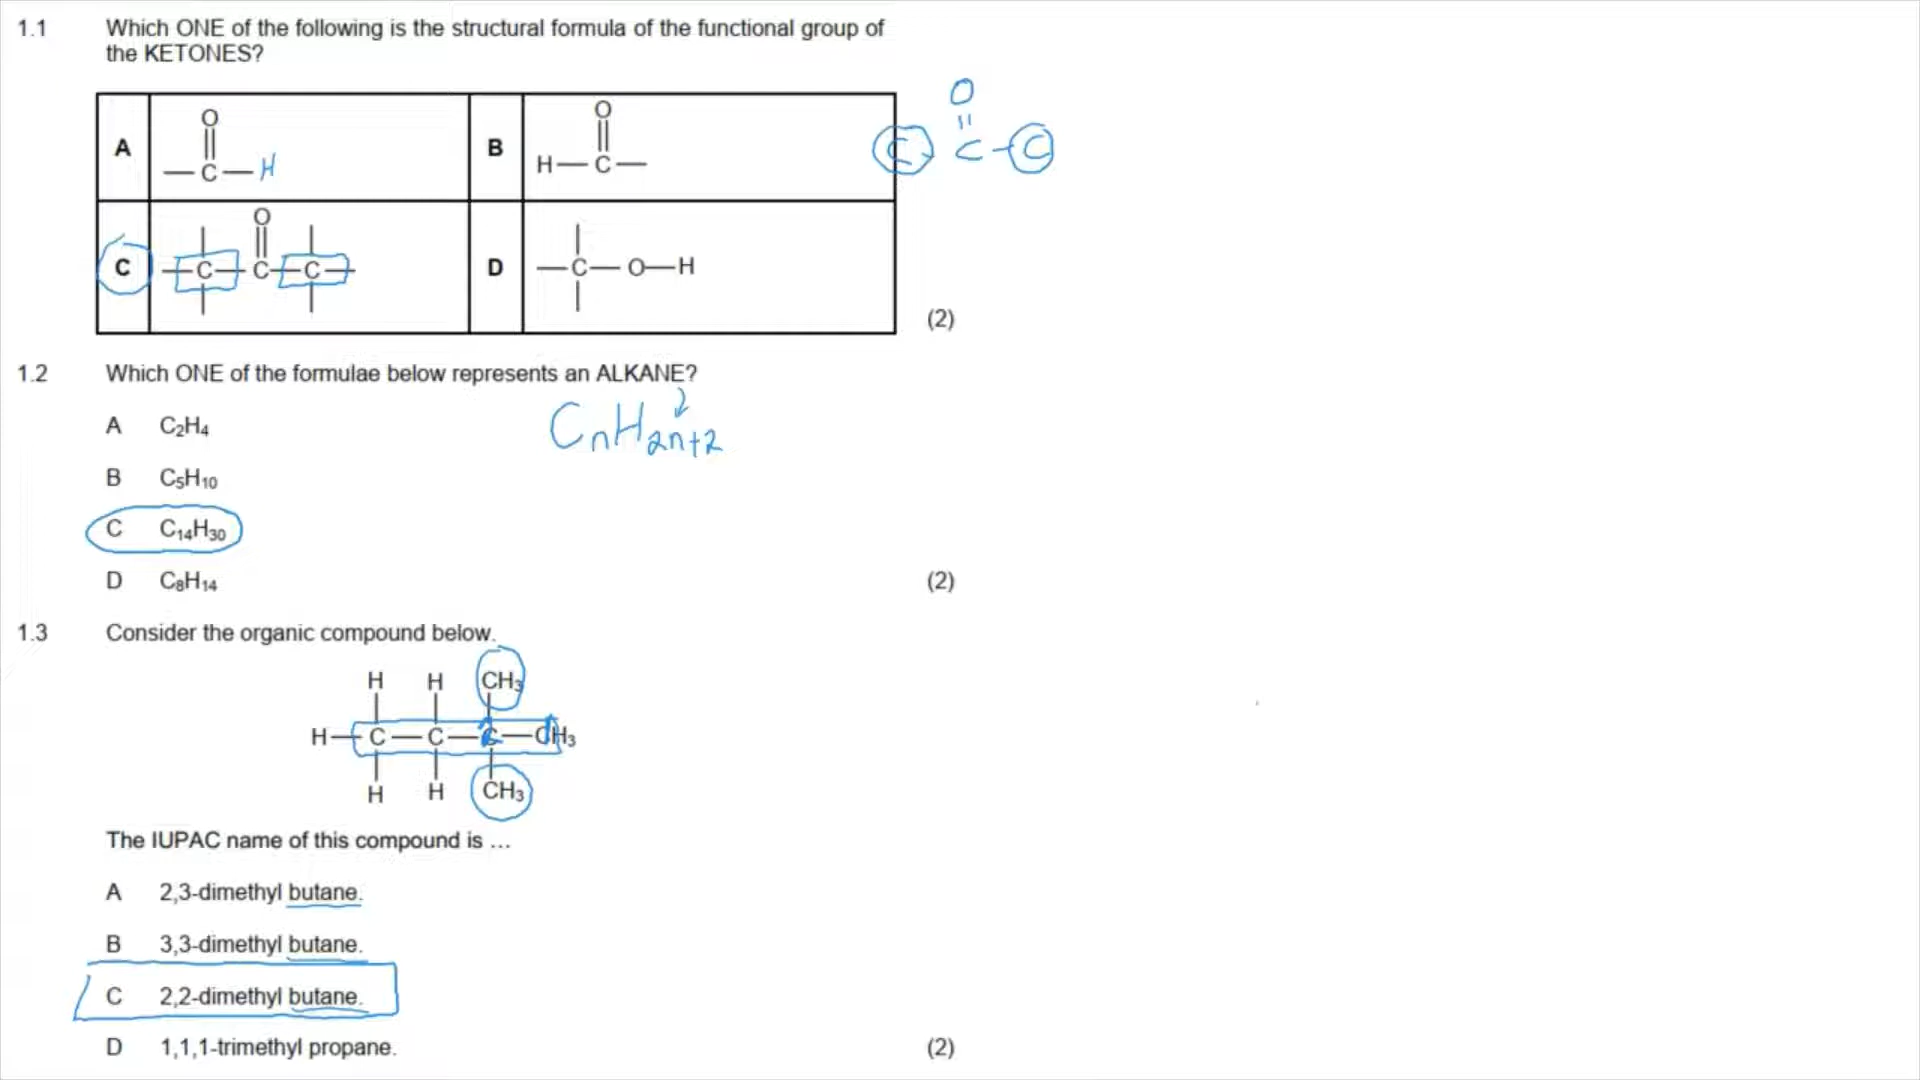 1.1 Which ONE of the following is the structural formula of the functional group of
the KETONES?
A
O
—C—H
B
O
H—C—
O
C C–C
C
O
—C—C—C—
D
—C—O—H
(2)
1.2 Which ONE of the formulae below represents an ALKANE?
CnH2n+2
A C₂H₄
B C₅H₁₀
C C₁₄H₃₀
D C₈H₁₄ (2)
1.3 Consider the organic compound below.
H H CH₃
H—C—C—C—CH₃
H H CH₃
The IUPAC name of this compound is …
A 2,3-dimethyl butane.
B 3,3-dimethyl butane.
C 2,2-dimethyl butane.
D 1,1,1-trimethyl propane. (2)